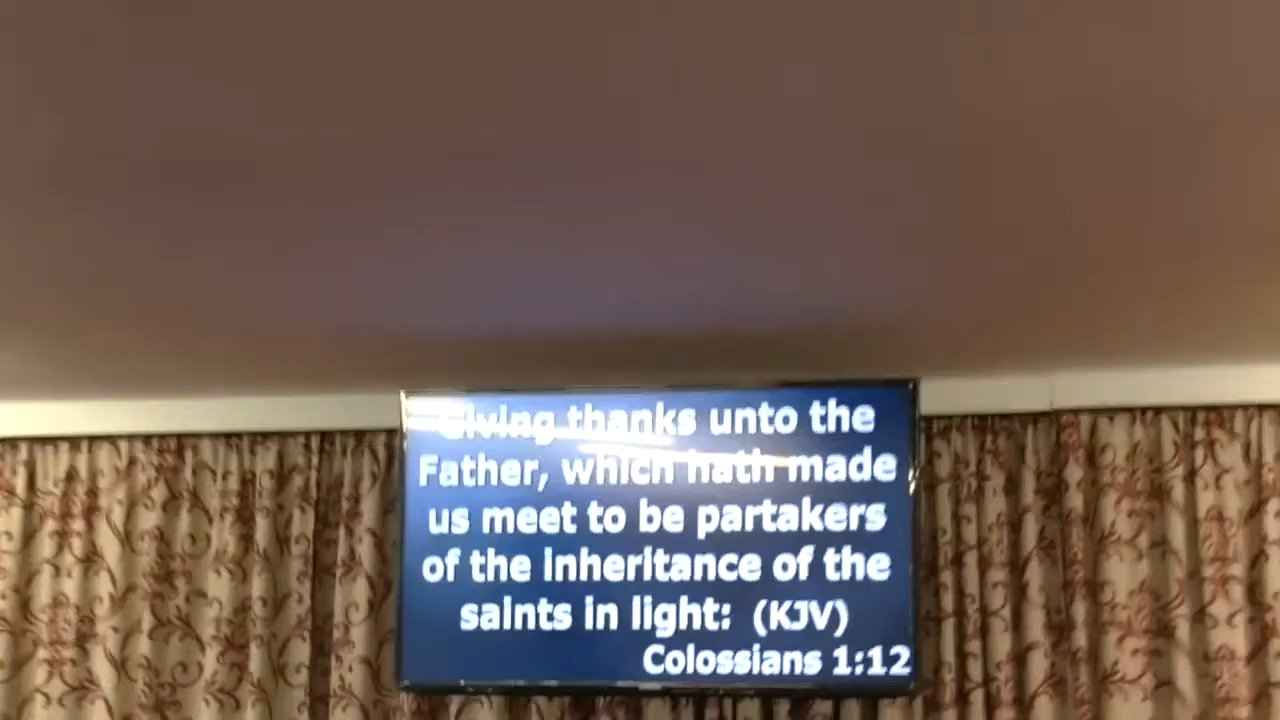 Giving thanks unto the
Father, which hath made
us meet to be partakers
of the inheritance of the
saints in light: (KJV)
Colossians 1:12